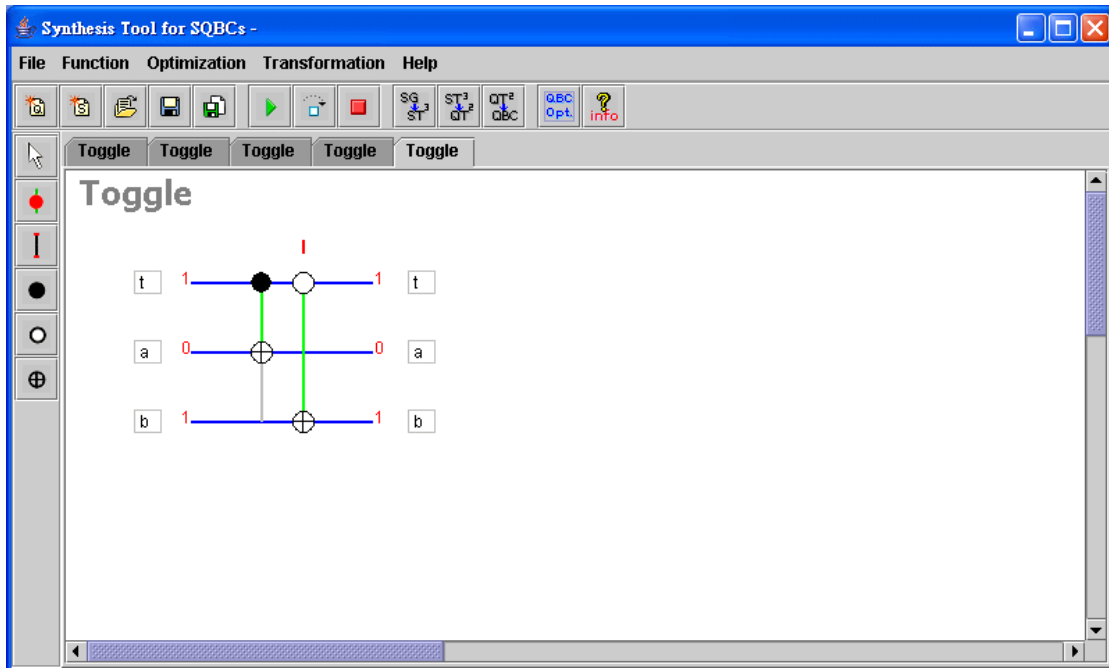 Synthesis Tool for SQBCs -
File Function Optimization Transformation Help
Q S SG ST³ ST³ QT² QT² QBC QBC Opt. ? info
Toggle Toggle Toggle Toggle Toggle
Toggle
I
t 1 1 t
a 0 0 a
b 1 1 b